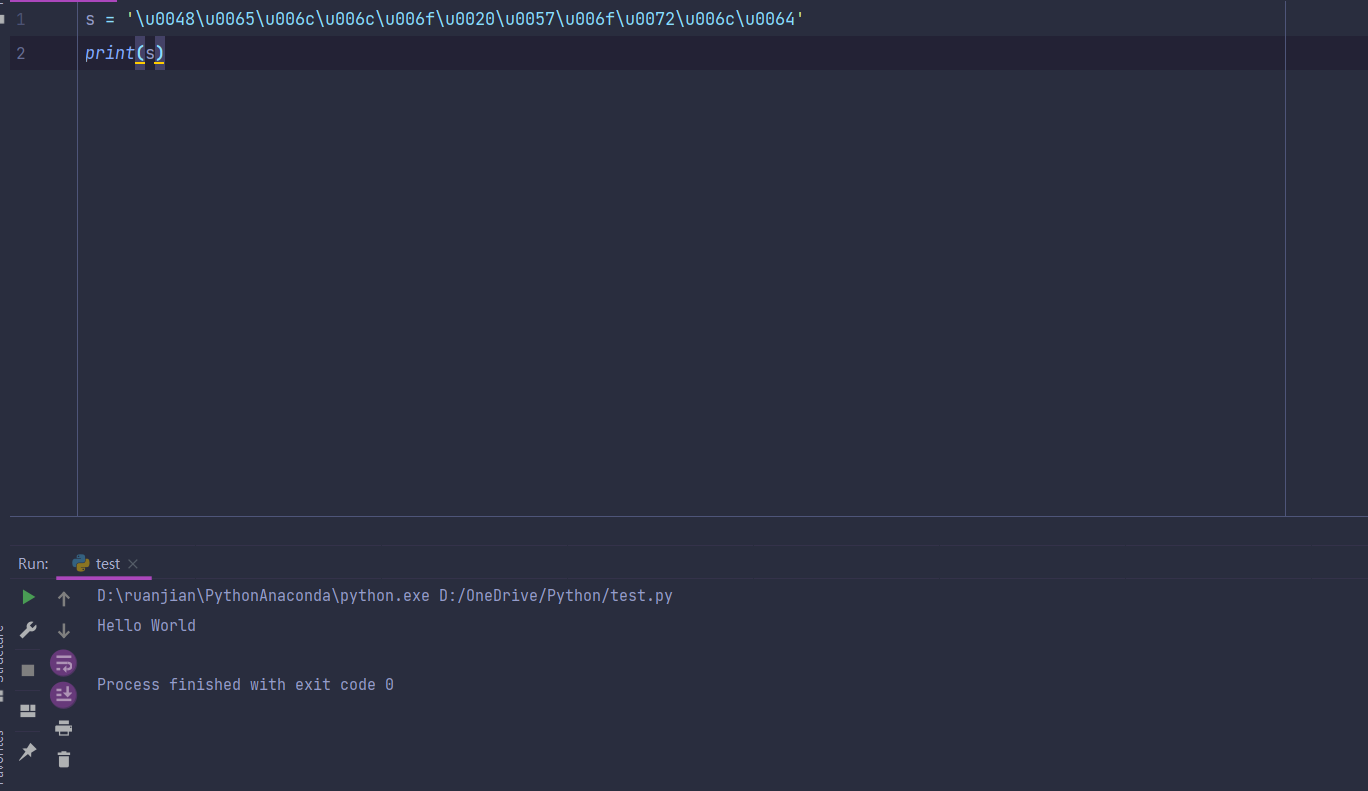 1 s = '\u0048\u0065\u006c\u006c\u006f\u0020\u0057\u006f\u0072\u006c\u0064'
2 print(s)
Run: test
D:\ruanjian\PythonAnaconda\python.exe D:/OneDrive/Python/test.py
Hello World
Process finished with exit code 0
Structure
Favorites